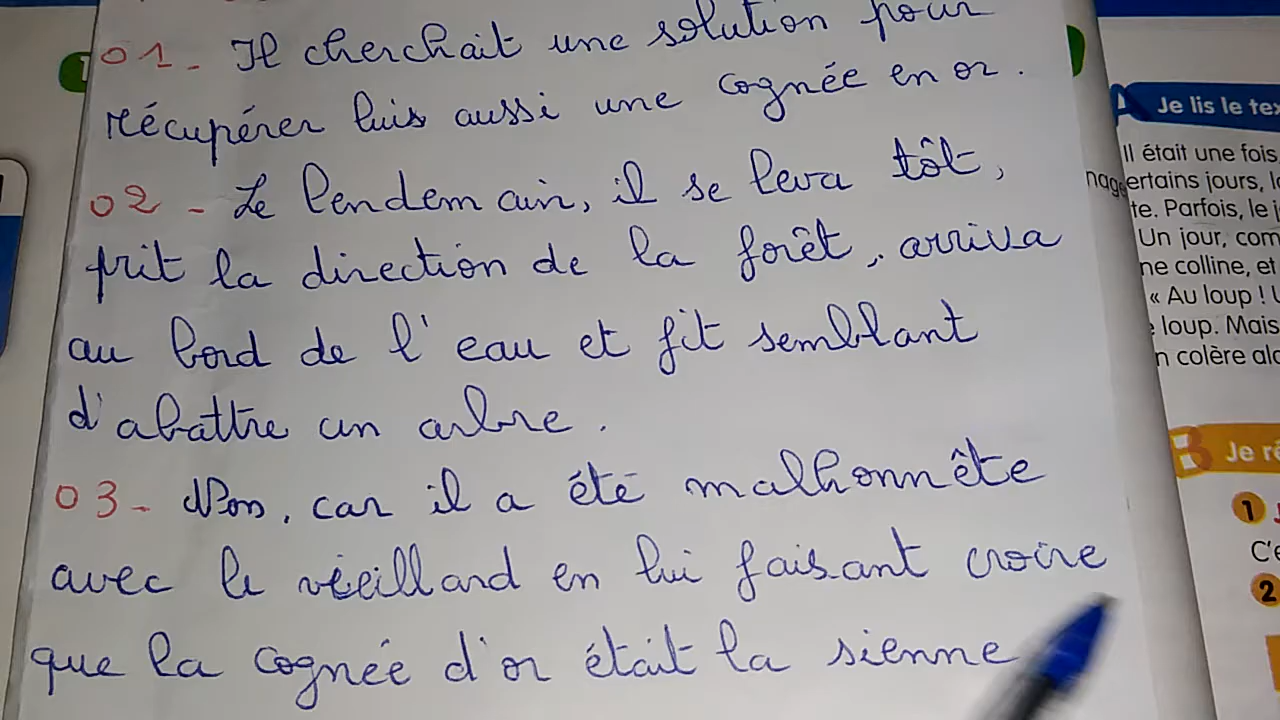 01- Il cherchait une solution pour
récupérer luis aussi une cognée en or.
02- Le lendemain, il se leva tôt,
prit la direction de la forêt, arriva
au bord de l'eau et fit semblant
d'abattre un arbre.
03- Non, car il a été malhonnête
avec le vieillard en lui faisant croire
que la cognée d'or était la sienne
Je lis le tex
Il était une fois
ertains jours, l
te. Parfois, le j
Un jour, com
ne colline, et
« Au loup ! U
loup. Mais
n colère alo
B Je ré
1 J
C'e
2